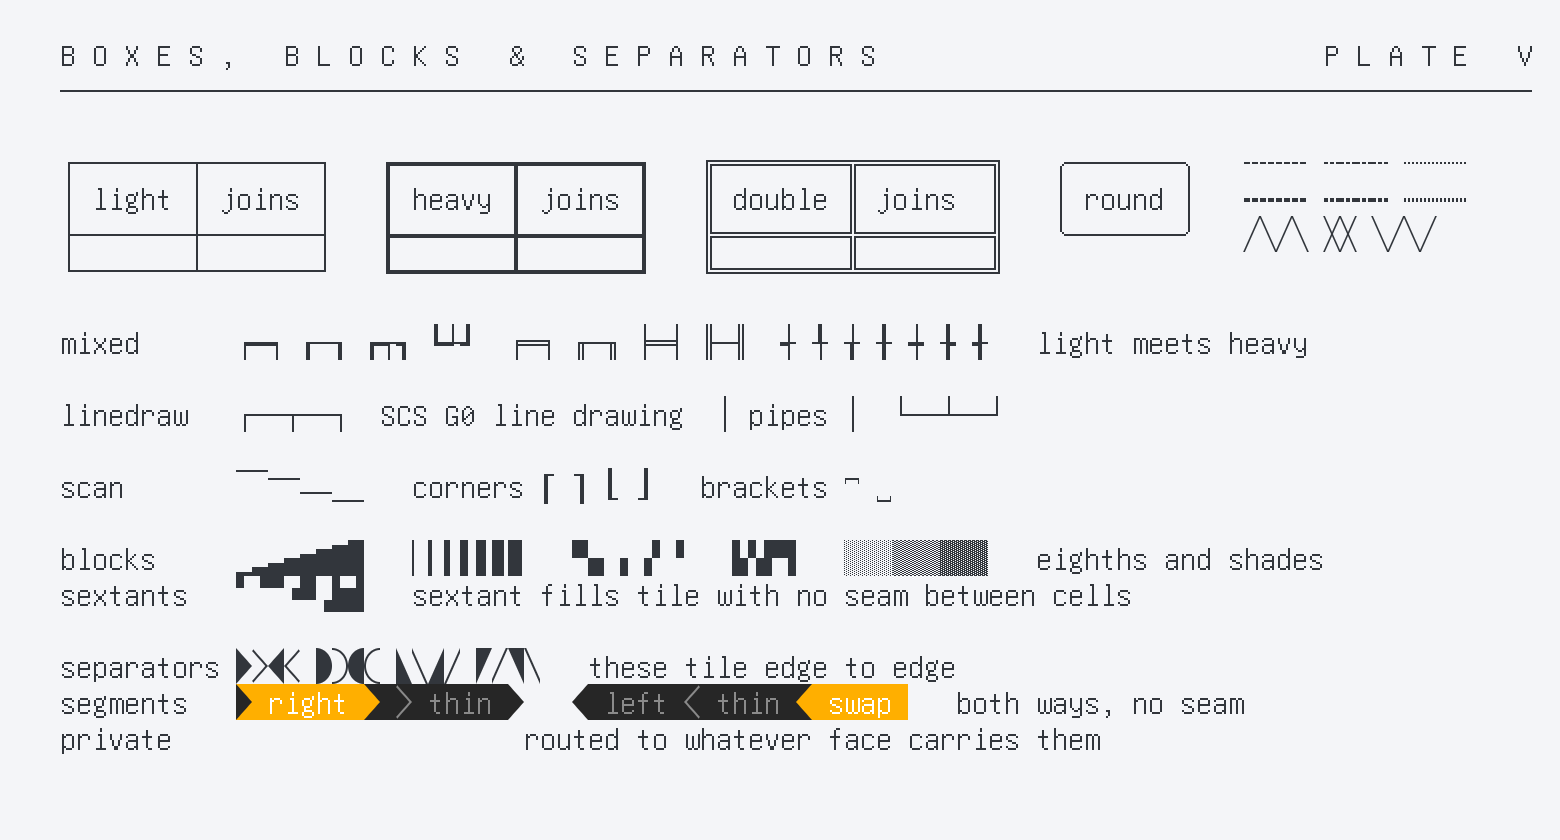 BOXES, BLOCKS & SEPARATORS PLATE V
light joins heavy joins double joins round
mixed light meets heavy
linedraw SCS G0 line drawing │ pipes │
scan corners ⎡ ⎤ ⎣ ⎦ brackets
blocks eighths and shades
sextants sextant fills tile with no seam between cells
separators these tile edge to edge
segments right thin left thin swap both ways, no seam
private routed to whatever face carries them